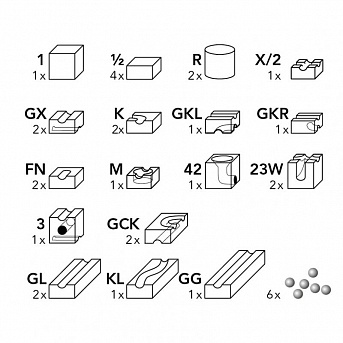 1 ½ R X/2
1x 4x 2x 1x
GX K GKL GKR
2x 2x 1x 1x
FN M 42 23W
2x 1x 1x 2x
3 GCK
1x 2x
GL KL GG
2x 1x 1x 6x